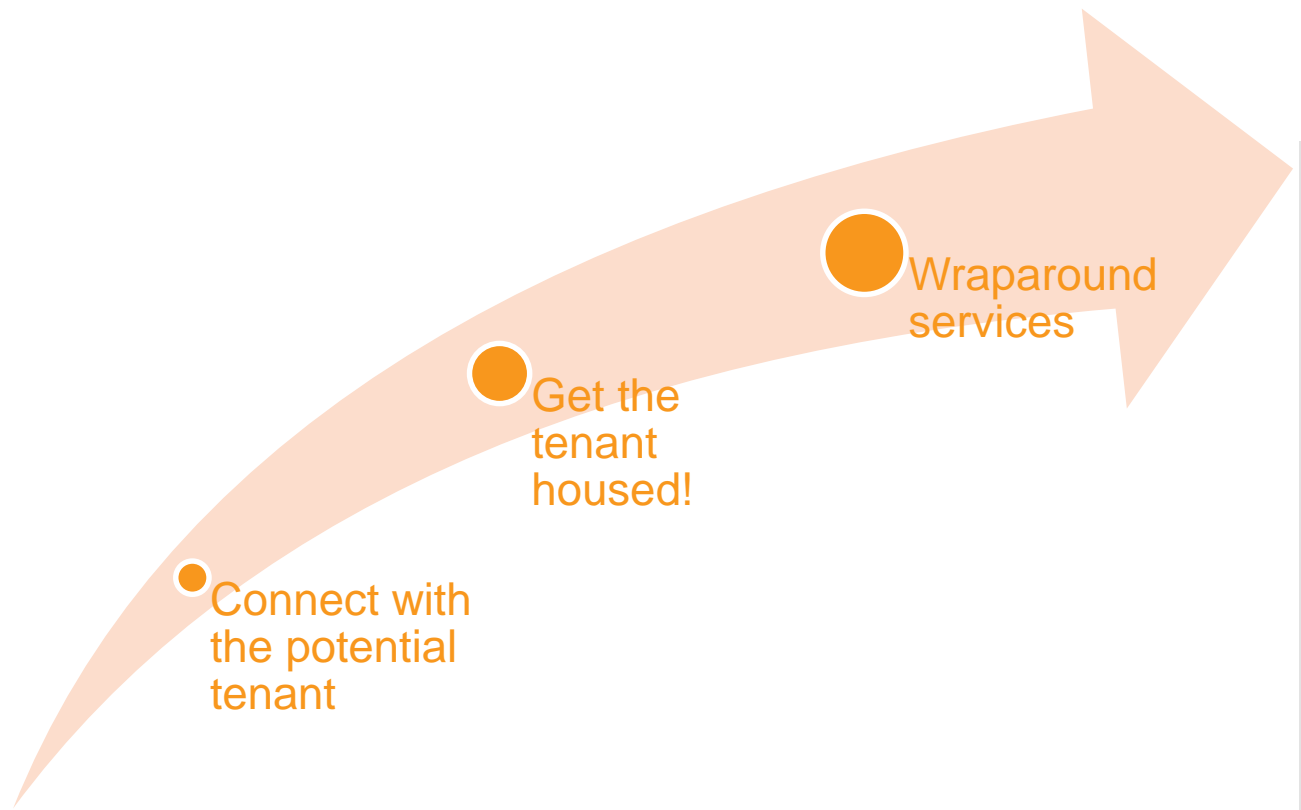 Connect with
the potential
tenant
Get the
tenant
housed!
Wraparound
services